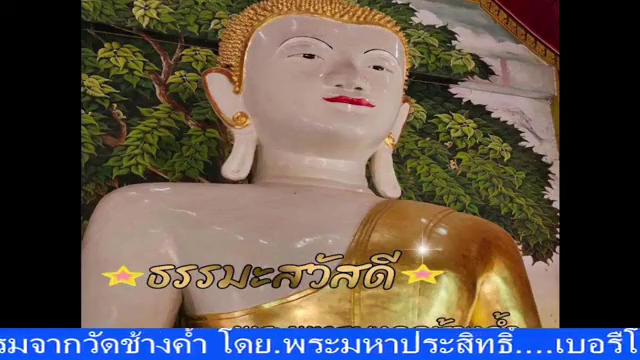 ธรรมะสวัสดี
รมจากวัดช้างค้ำ โดย.พระมหาประสิทธิ์....เบอร์โ